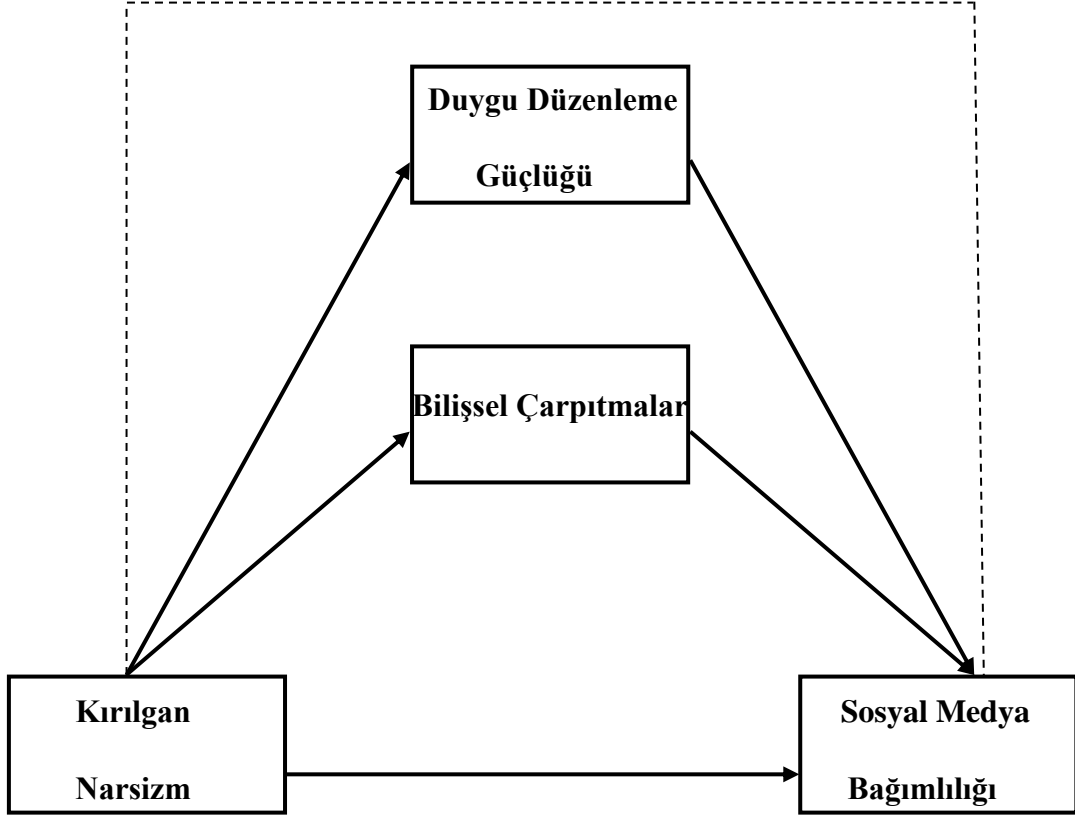 Duygu Düzenleme
Güçlüğü
Bilişsel Çarpıtmalar
Kırılgan
Narsizm
Sosyal Medya
Bağımlılığı